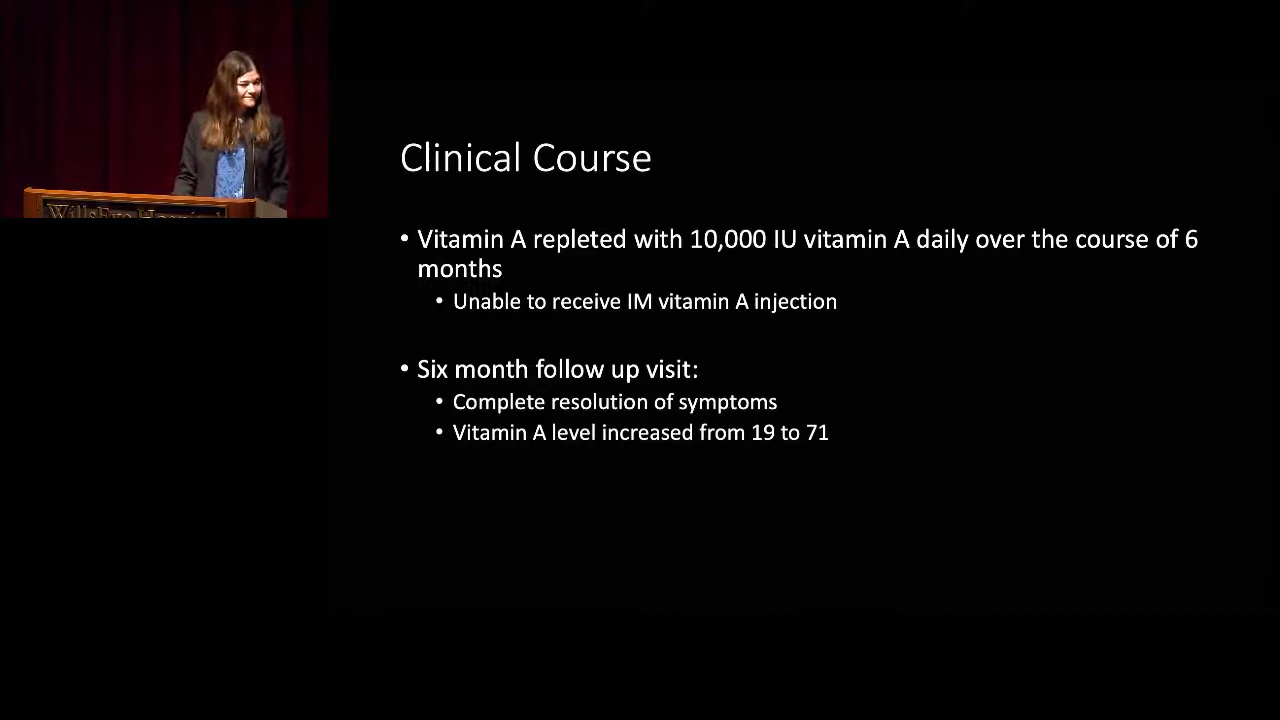 WillsEye Hospital
Clinical Course
• Vitamin A repleted with 10,000 IU vitamin A daily over the course of 6
months
• Unable to receive IM vitamin A injection
• Six month follow up visit:
• Complete resolution of symptoms
• Vitamin A level increased from 19 to 71